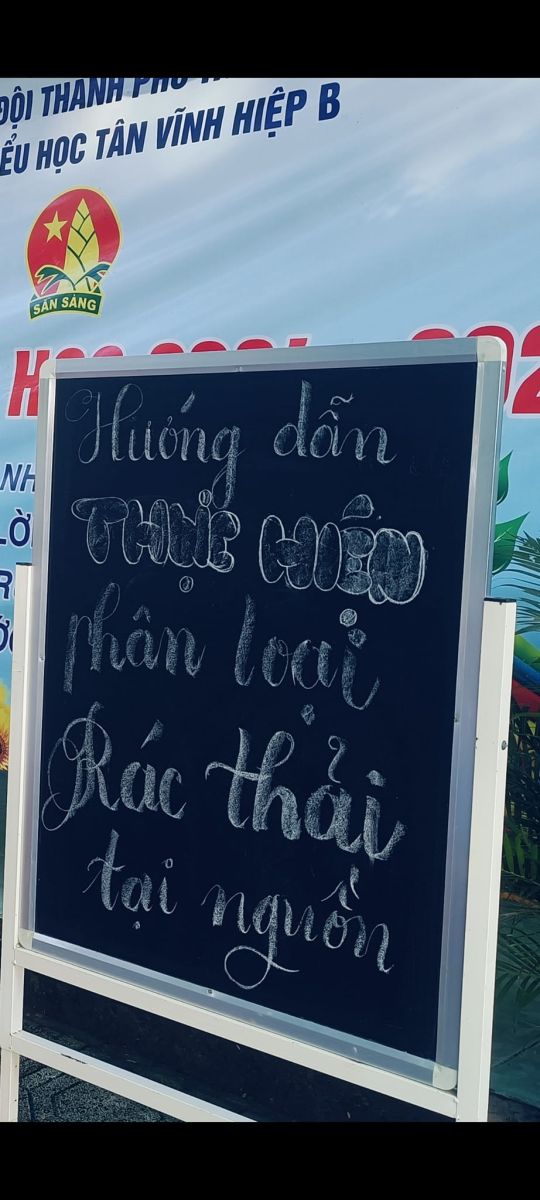 ĐỘI THÀNH PHỐ
ỂU HỌC TÂN VĨNH HIỆP B
SẴN SÀNG
Hướng dẫn
THỰC HIỆN
phân loại
Rác thải
tại nguồn